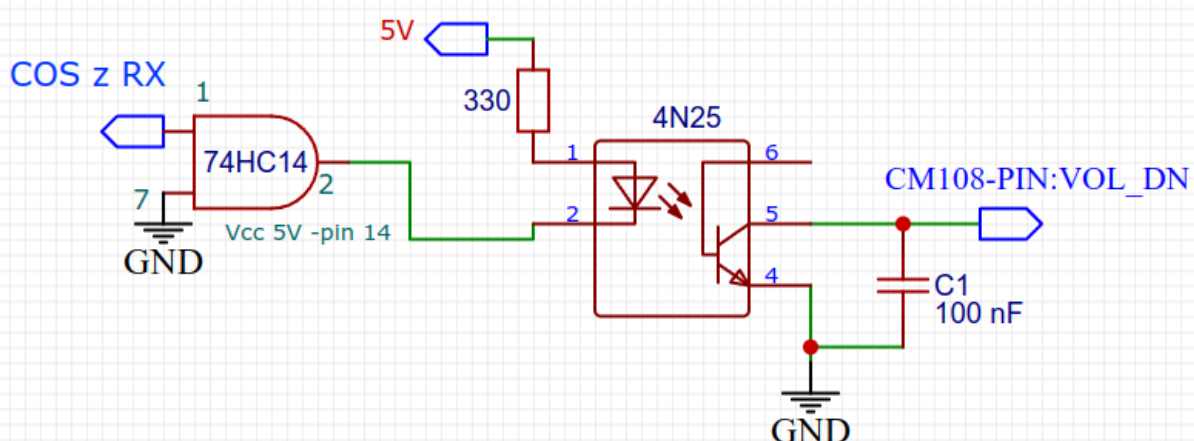 5V
COS z RX
1
330
4N25
74HC14
1
6
2
CM108-PIN:VOL_DN
7
2
5
Vcc 5V -pin 14
GND
4
C1
100 nF
GND